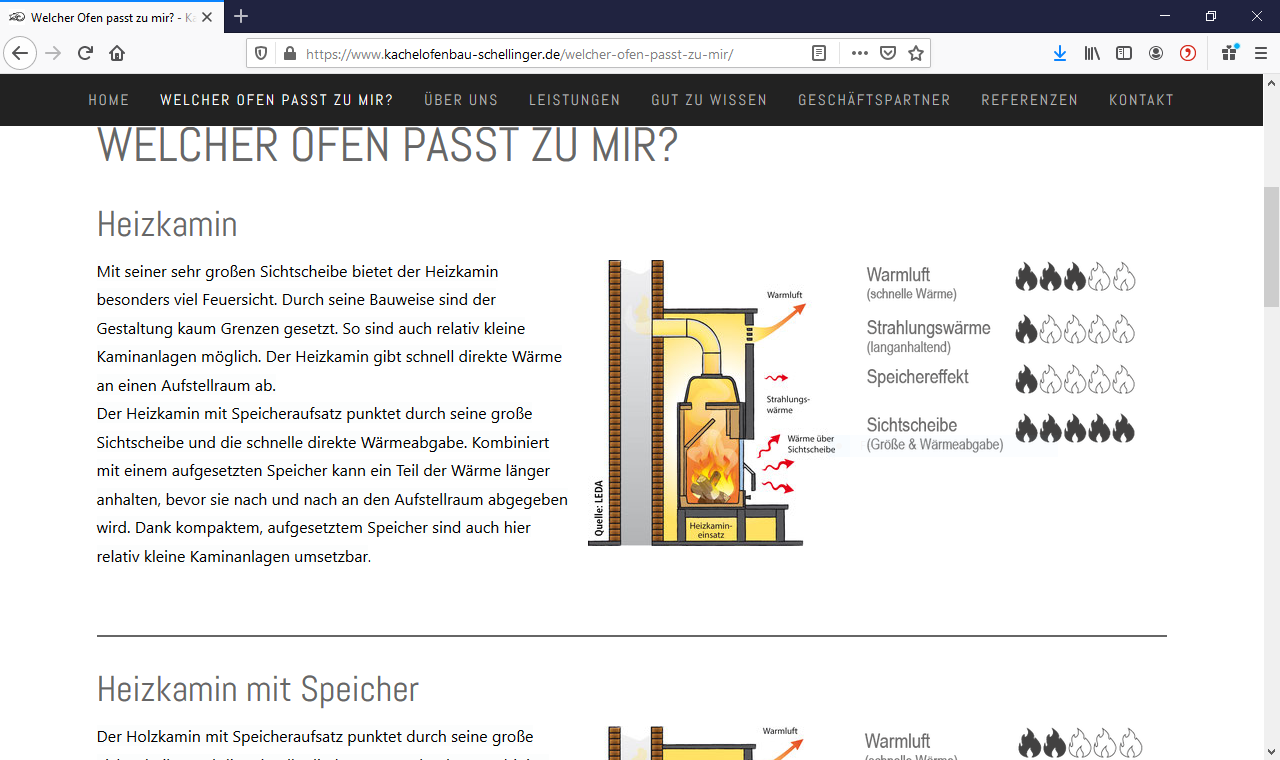 Welcher Ofen passt zu mir? - Ka
https://www.kachelofenbau-schellinger.de/welcher-ofen-passt-zu-mir/
HOME WELCHER OFEN PASST ZU MIR? ÜBER UNS LEISTUNGEN GUT ZU WISSEN GESCHÄFTSPARTNER REFERENZEN KONTAKT
WELCHER OFEN PASST ZU MIR?
Heizkamin
Mit seiner sehr großen Sichtscheibe bietet der Heizkamin
besonders viel Feuersicht. Durch seine Bauweise sind der
Gestaltung kaum Grenzen gesetzt. So sind auch relativ kleine
Kaminanlagen möglich. Der Heizkamin gibt schnell direkte Wärme
an einen Aufstellraum ab.
Der Heizkamin mit Speicheraufsatz punktet durch seine große
Sichtscheibe und die schnelle direkte Wärmeabgabe. Kombiniert
mit einem aufgesetzten Speicher kann ein Teil der Wärme länger
anhalten, bevor sie nach und nach an den Aufstellraum abgegeben
wird. Dank kompaktem, aufgesetztem Speicher sind auch hier
relativ kleine Kaminanlagen umsetzbar.
Warmluft
Strahlungs-
wärme
Wärme über
Sichtscheibe
Heizkamin-
einsatz
Quelle: LEDA
Warmluft
(schnelle Wärme)
Strahlungswärme
(langanhaltend)
Speichereffekt
Sichtscheibe
(Größe & Wärmeabgabe)
Heizkamin mit Speicher
Der Holzkamin mit Speicheraufsatz punktet durch seine große
Warmluft
Warmluft